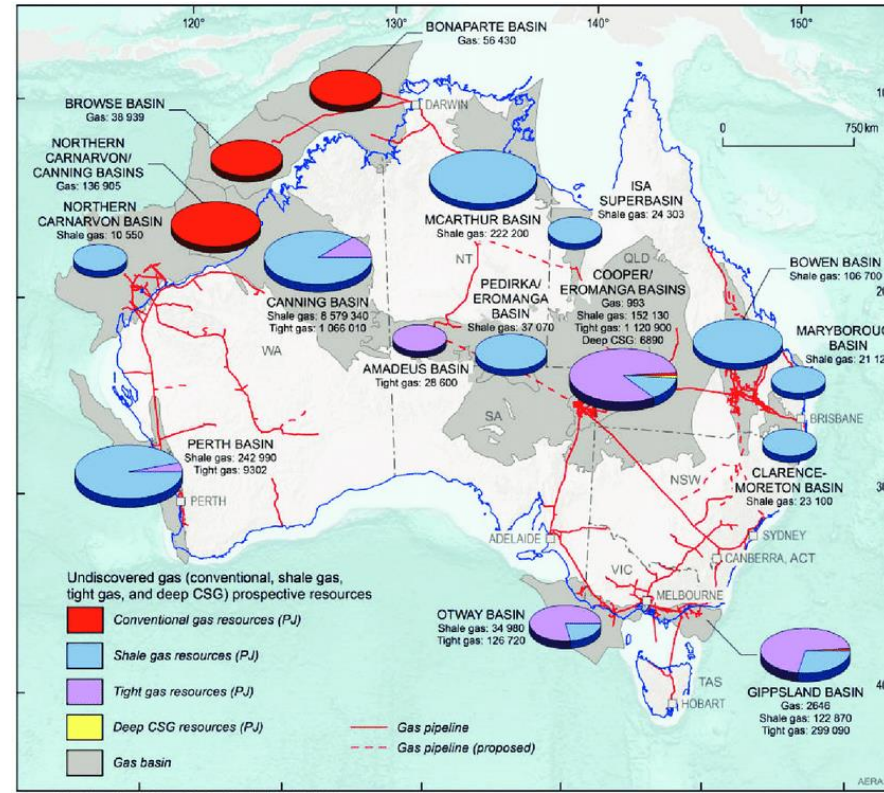 120°
130°
140°
150°
BONAPARTE BASIN
Gas: 56 430
DARWIN
BROWSE BASIN
Gas: 38 939
0
750 km
NORTHERN
CARNARVON/
CANNING BASINS
Gas: 136 905
NORTHERN
CARNARVON BASIN
Shale gas: 10 550
MCARTHUR BASIN
Shale gas: 222 200
ISA
SUPERBASIN
Shale gas: 24 303
NT
QLD
CANNING BASIN
Shale gas: 8 579 340
Tight gas: 1 066 010
PEDIRKA/
EROMANGA
BASIN
Shale gas: 37 070
COOPER/
EROMANGA BASINS
Gas: 993
Shale gas: 152 130
Tight gas: 1 120 900
Deep CSG: 6890
BOWEN BASIN
Shale gas: 106 700
MARYBOROUG
BASIN
Shale gas: 21 12
WA
AMADEUS BASIN
Tight gas: 28 600
SA
BRISBANE
PERTH BASIN
Shale gas: 242 990
Tight gas: 9302
PERTH
CLARENCE-
MORETON BASIN
Shale gas: 23 100
NSW
ADELAIDE
SYDNEY
CANBERRA, ACT
VIC
MELBOURNE
OTWAY BASIN
Shale gas: 34 980
Tight gas: 126 720
TAS
HOBART
GIPPSLAND BASIN
Gas: 2646
Shale gas: 122 870
Tight gas: 299 090
Undiscovered gas (conventional, shale gas,
tight gas, and deep CSG) prospective resources
Conventional gas resources (PJ)
Shale gas resources (PJ)
Tight gas resources (PJ)
Deep CSG resources (PJ)
Gas basin
Gas pipeline
Gas pipeline (proposed)
AERA